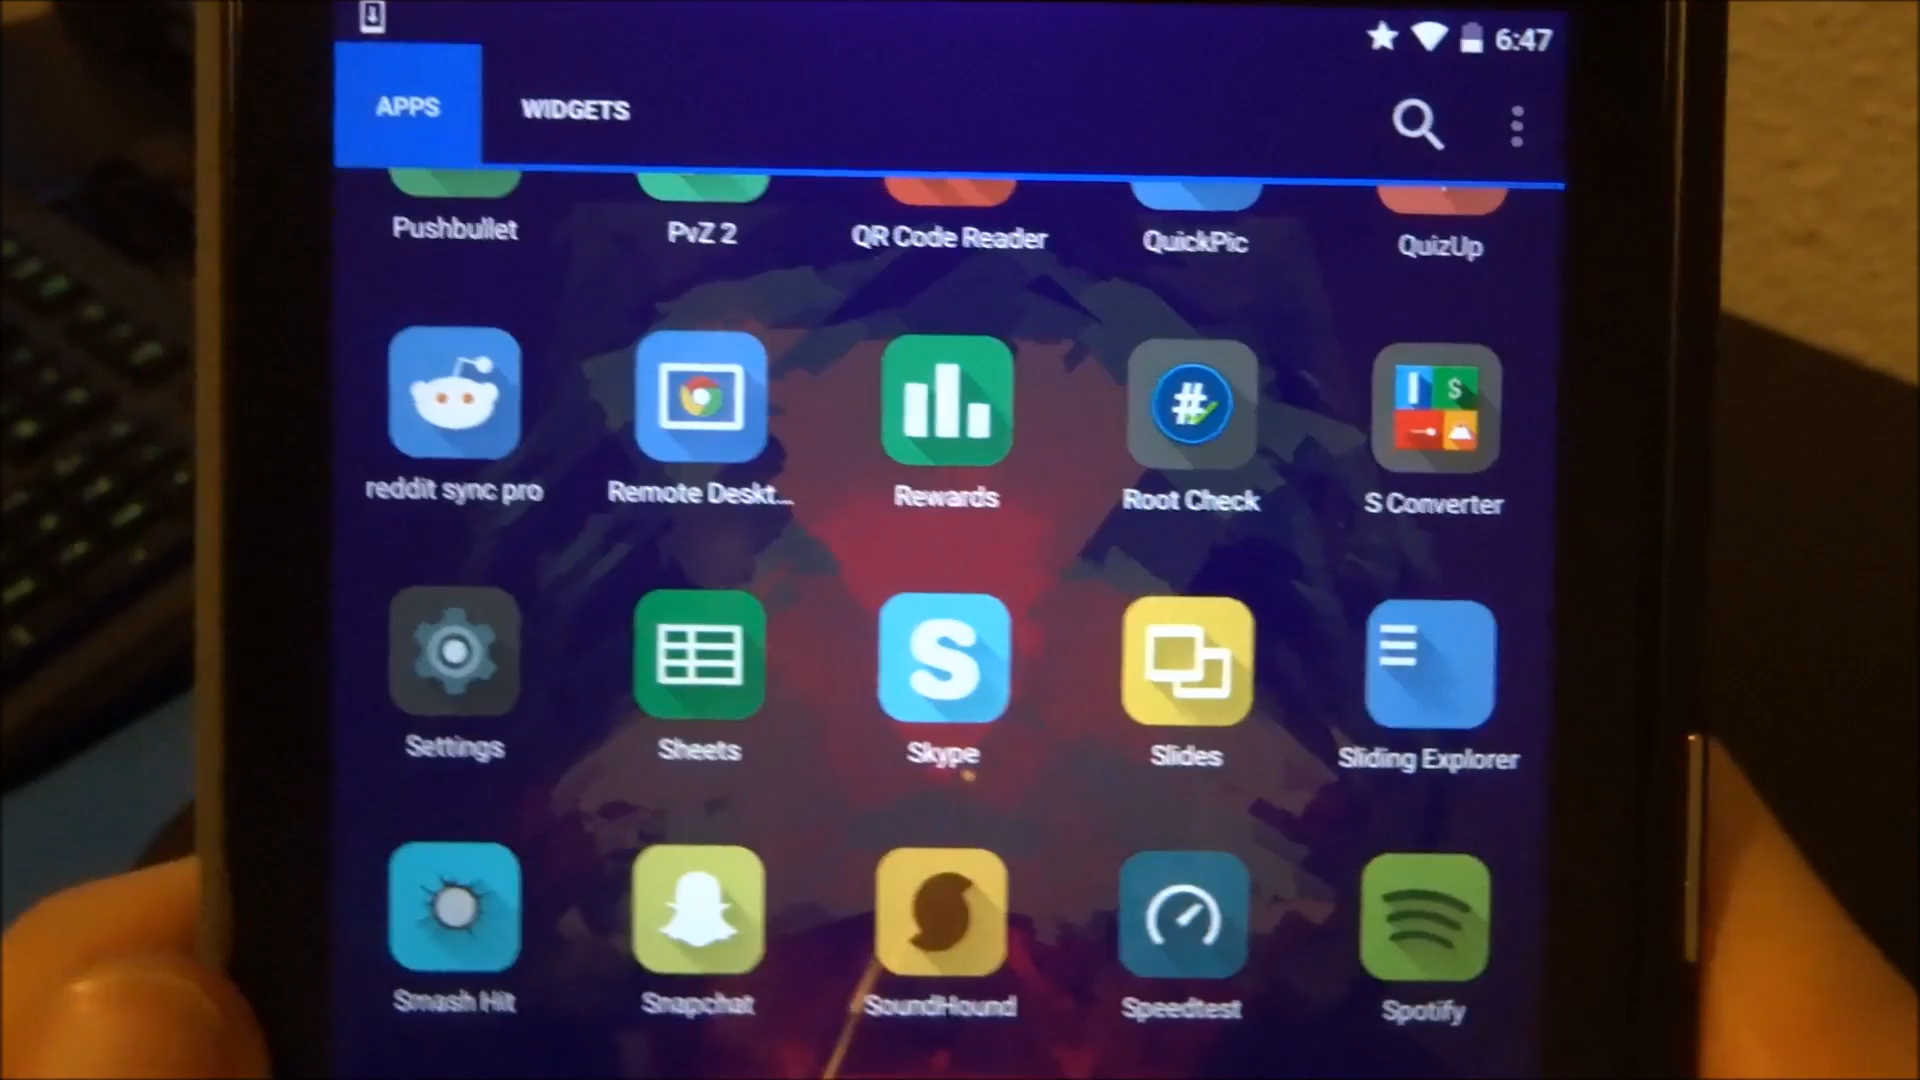 6:47
APPS WIDGETS
Pushbullet PvZ 2 QR Code Reader QuickPic QuizUp
reddit sync pro Remote Deskt... Rewards Root Check S Converter
Settings Sheets Skype Slides Sliding Explorer
Smash Hit Snapchat SoundHound Speedtest Spotify